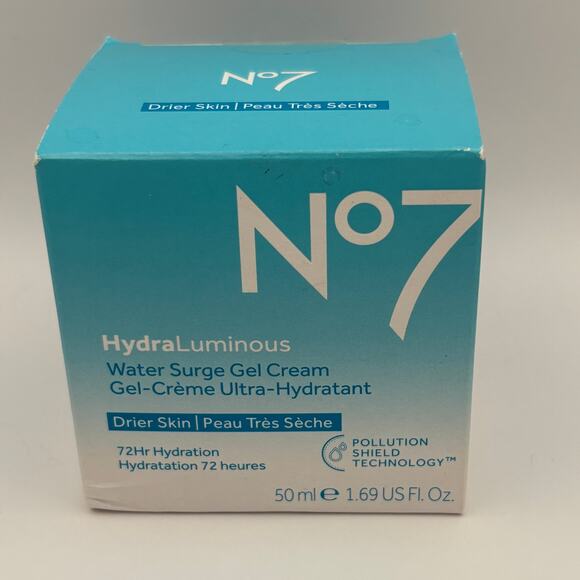 No7
Drier Skin | Peau Très Sèche
No7
HydraLuminous
Water Surge Gel Cream
Gel-Crème Ultra-Hydratant
Drier Skin | Peau Très Sèche
72Hr Hydration
Hydratation 72 heures
POLLUTION
SHIELD
TECHNOLOGY™
50 ml ℮ 1.69 US Fl. Oz.